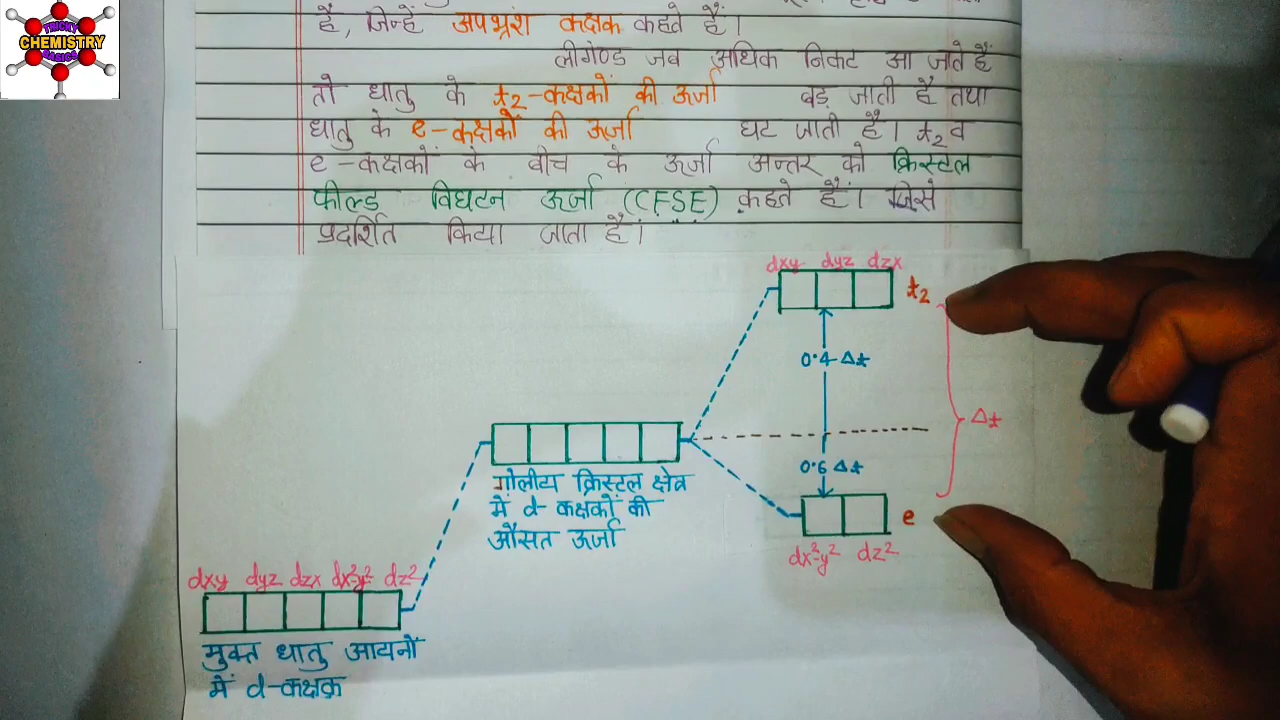 TRICKY
CHEMISTRY
BASICS
है, जिन्हें अपभ्रंश कक्षक कहते हैं।
लीगेण्ड जब अधिक निकट आ जाते हैं
तो धातु के t2-कक्षकों की ऊर्जा बढ़ जाती है तथा
धातु के e-कक्षकों की ऊर्जा घट जाती है। t2 व
e-कक्षकों के बीच के ऊर्जा अन्तर को क्रिस्टल
फील्ड विघटन ऊर्जा (CFSE) कहते हैं। जिसे
प्रदर्शित किया जाता है।
dxy dyz dzx
t2
0.4 Δt
Δt
0.6 Δt
गोलीय क्रिस्टल क्षेत्र
में d-कक्षकों की
औसत ऊर्जा
e
dx²-y² dz²
dxy dyz dzx dx²-y² dz²
मुक्त धातु आयनों
में d-कक्षक